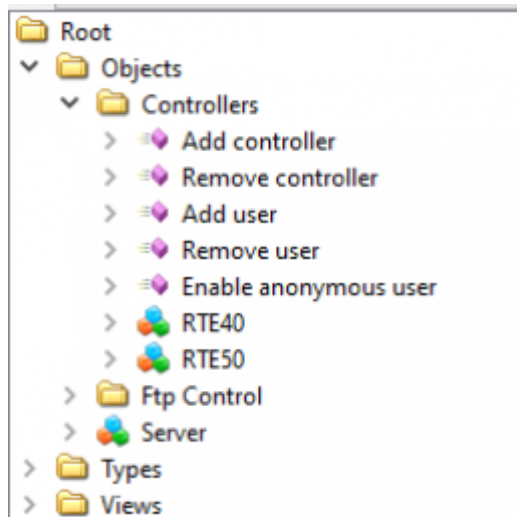 Root
Objects
Controllers
Add controller
Remove controller
Add user
Remove user
Enable anonymous user
RTE40
RTE50
Ftp Control
Server
Types
Views